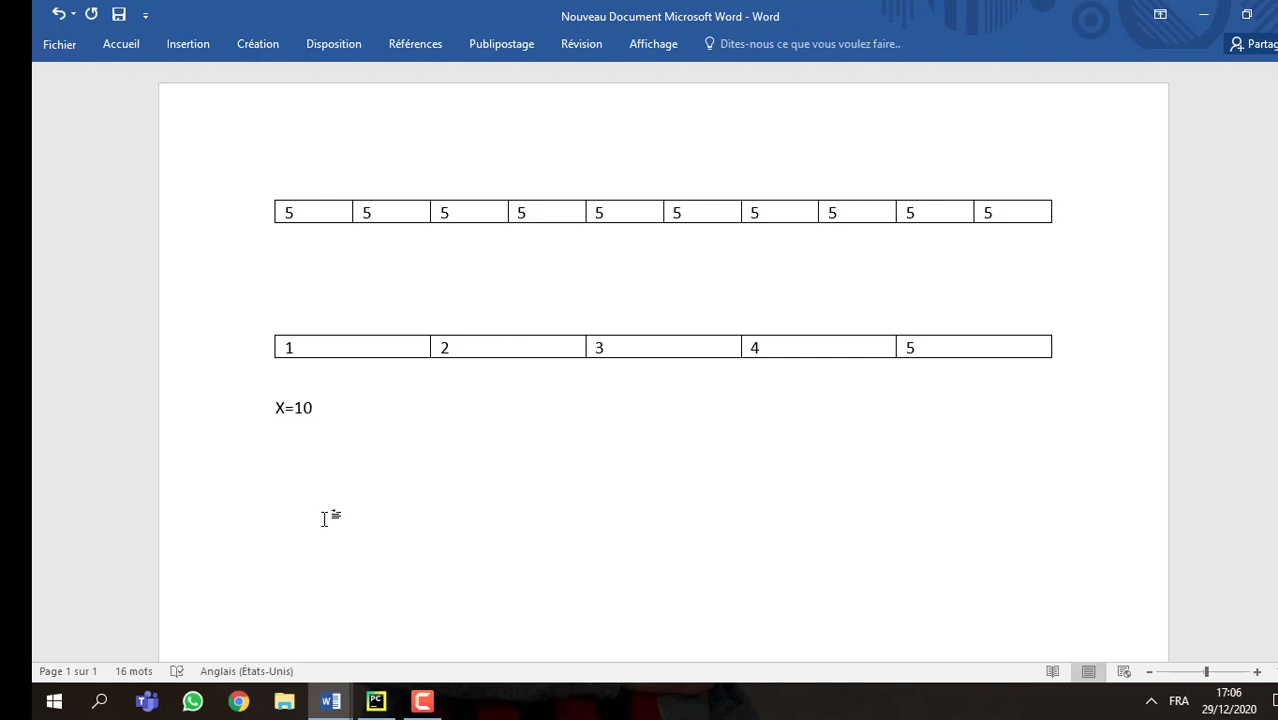 Nouveau Document Microsoft Word - Word
Fichier Accueil Insertion Création Disposition Références Publipostage Révision Affichage Dites-nous ce que vous voulez faire.. Partag
5 5 5 5 5 5 5 5 5 5
1 2 3 4 5
X=10
Page 1 sur 1 16 mots Anglais (États-Unis)
PC
W
FRA
17:06
29/12/2020